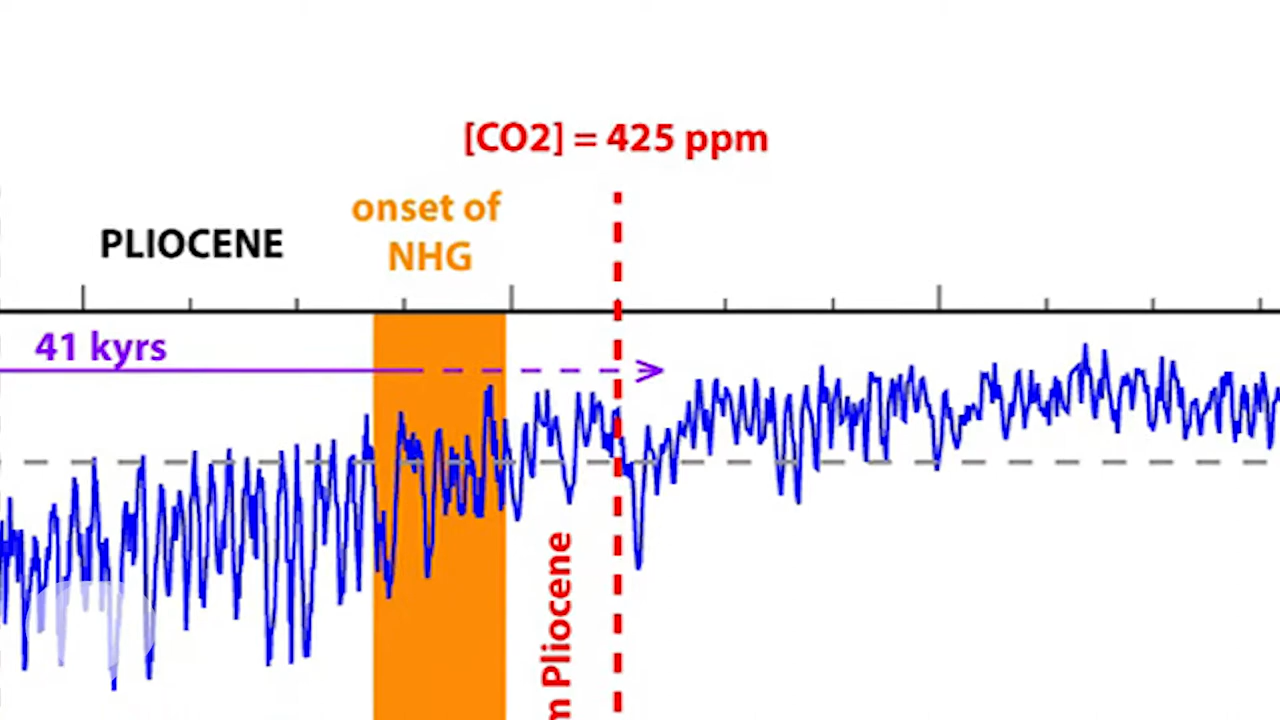 [CO2] = 425 ppm
onset of
NHG
PLIOCENE
41 kyrs
Pliocene